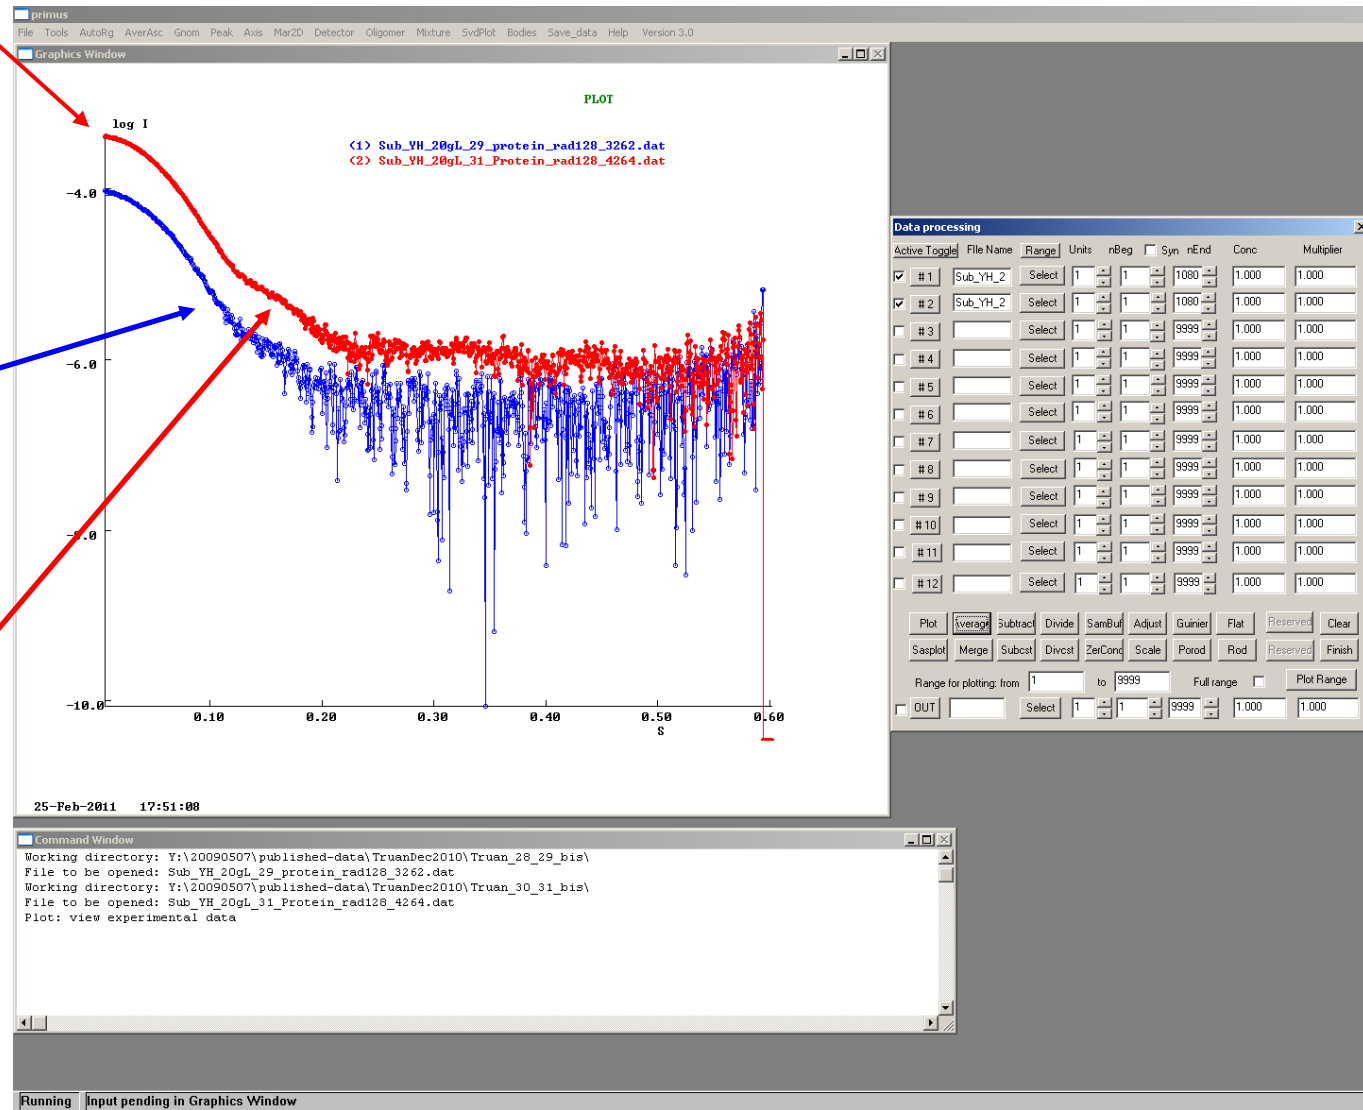 primus
File Tools AutoRg AverAsc Gnom Peak Axis Mar2D Detector Oligomer Mixture SvdPlot Bodies Save_data Help Version 3.0
Graphics Window
PLOT
log I
(1) Sub_YH_20gL_29_protein_rad128_3262.dat
(2) Sub_YH_20gL_31_Protein_rad128_4264.dat
-4.0
-6.0
-8.0
-10.0
0.10 0.20 0.30 0.40 0.50 0.60
S
25-Feb-2011 17:51:08
Data processing
Active Toggle File Name Range Units nBeg Syn nEnd Conc Multiplier
# 1 Sub_YH_2 Select 1 1 1080 1.000 1.000
# 2 Sub_YH_2 Select 1 1 1080 1.000 1.000
# 3 Select 1 1 9999 1.000 1.000
# 4 Select 1 1 9999 1.000 1.000
# 5 Select 1 1 9999 1.000 1.000
# 6 Select 1 1 9999 1.000 1.000
# 7 Select 1 1 9999 1.000 1.000
# 8 Select 1 1 9999 1.000 1.000
# 9 Select 1 1 9999 1.000 1.000
# 10 Select 1 1 9999 1.000 1.000
# 11 Select 1 1 9999 1.000 1.000
# 12 Select 1 1 9999 1.000 1.000
Plot Average Subtract Divide SamBuf Adjust Guinier Flat Reserved Clear
Sasplot Merge Subcst Divcst ZerConc Scale Porod Rod Reserved Finish
Range for plotting: from 1 to 9999 Full range Plot Range
OUT Select 1 1 9999 1.000 1.000
Command Window
Working directory: Y:\20090507\published-data\TruanDec2010\Truan_28_29_bis\
File to be opened: Sub_YH_20gL_29_protein_rad128_3262.dat
Working directory: Y:\20090507\published-data\TruanDec2010\Truan_30_31_bis\
File to be opened: Sub_YH_20gL_31_Protein_rad128_4264.dat
Plot: view experimental data
Running Input pending in Graphics Window